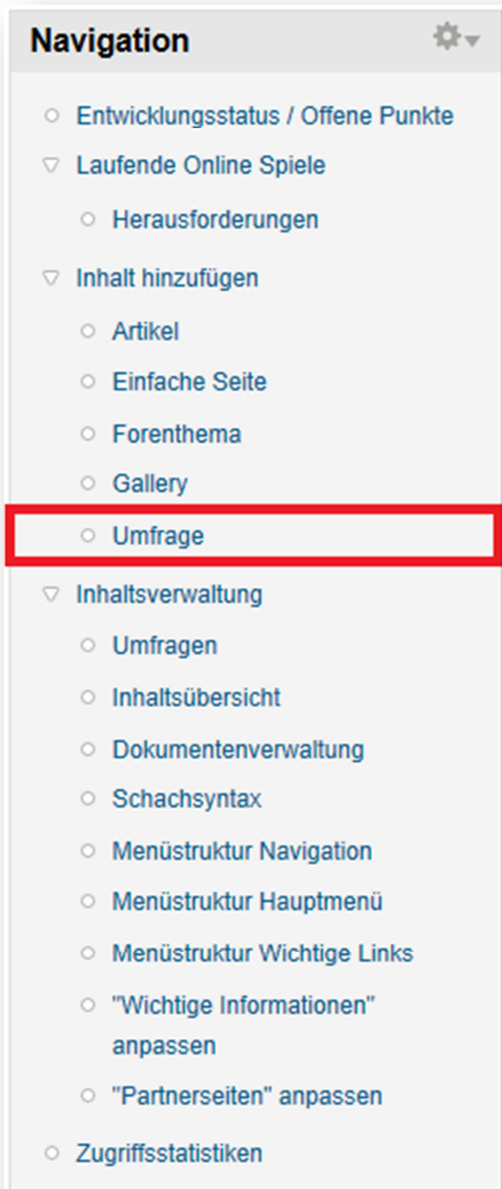 Navigation
Entwicklungsstatus / Offene Punkte
Laufende Online Spiele
Herausforderungen
Inhalt hinzufügen
Artikel
Einfache Seite
Forenthema
Gallery
Umfrage
Inhaltsverwaltung
Umfragen
Inhaltsübersicht
Dokumentenverwaltung
Schachsyntax
Menüstruktur Navigation
Menüstruktur Hauptmenü
Menüstruktur Wichtige Links
"Wichtige Informationen"
anpassen
"Partnerseiten" anpassen
Zugriffsstatistiken